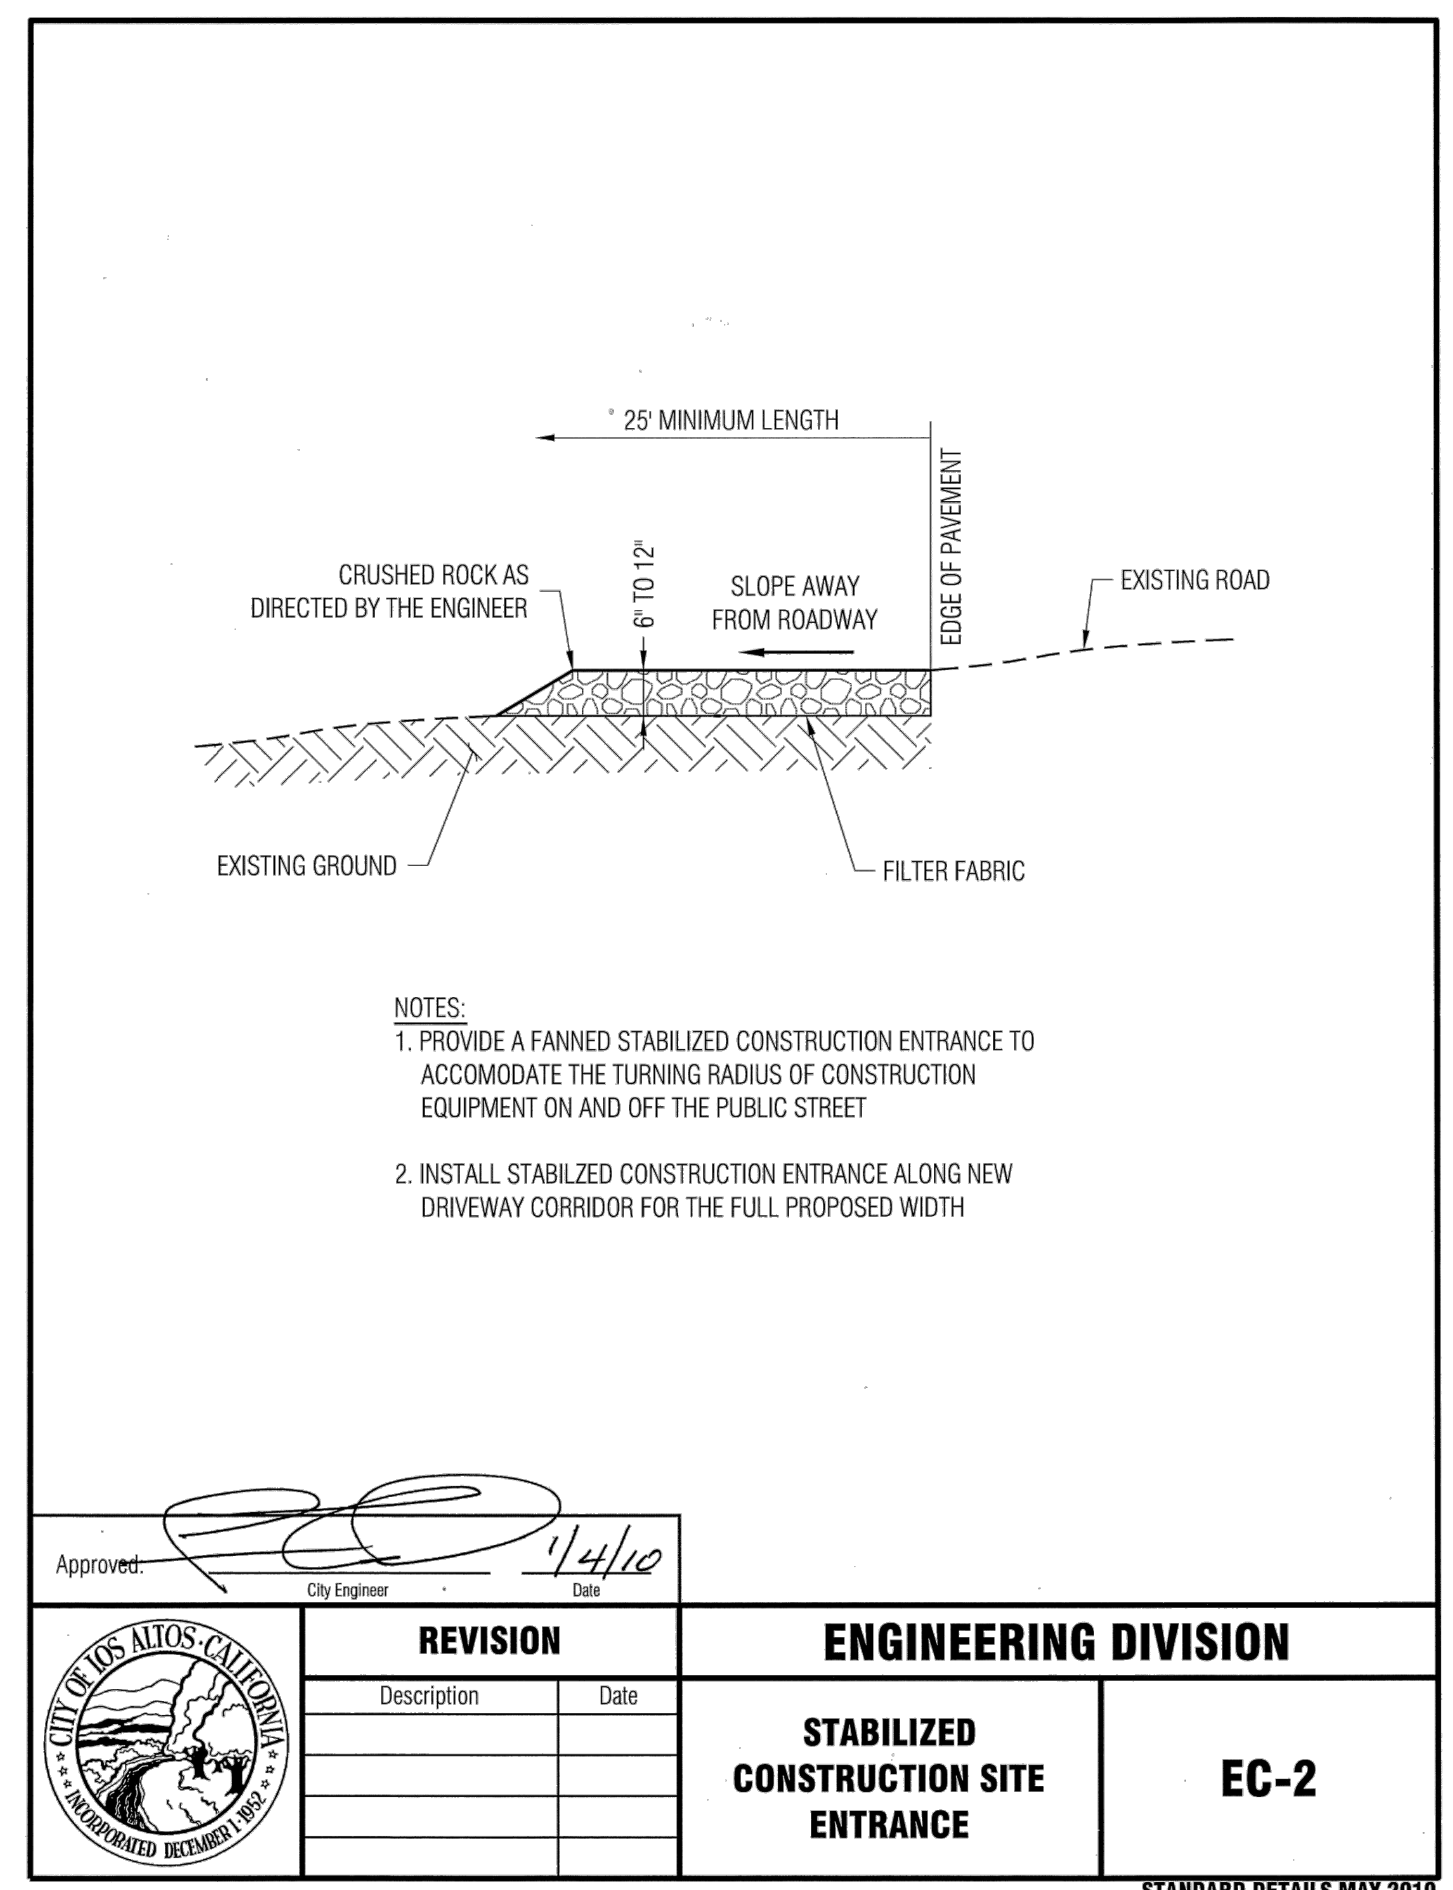 25' MINIMUM LENGTH
EDGE OF PAVEMENT
6" TO 12"
CRUSHED ROCK AS
DIRECTED BY THE ENGINEER
SLOPE AWAY
FROM ROADWAY
EXISTING ROAD
EXISTING GROUND
FILTER FABRIC
NOTES:
1. PROVIDE A FANNED STABILIZED CONSTRUCTION ENTRANCE TO
ACCOMODATE THE TURNING RADIUS OF CONSTRUCTION
EQUIPMENT ON AND OFF THE PUBLIC STREET
2. INSTALL STABILZED CONSTRUCTION ENTRANCE ALONG NEW
DRIVEWAY CORRIDOR FOR THE FULL PROPOSED WIDTH
Approved:
1/4/10
City Engineer
Date
CITY OF LOS ALTOS · CALIFORNIA
INCORPORATED DECEMBER 1·1952
REVISION
Description Date
ENGINEERING DIVISION
STABILIZED
CONSTRUCTION SITE
ENTRANCE
EC-2
STANDARD DETAILS MAY 2010